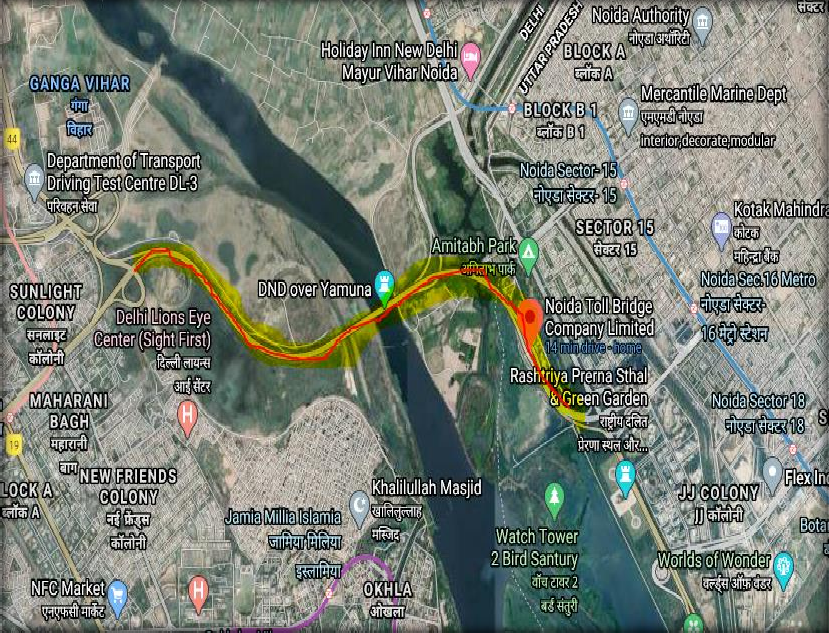 सेक्टर
Noida Authority
नोएडा अथॉरिटी
DELHI
UTTAR PRADESH
Holiday Inn New Delhi
Mayur Vihar Noida
BLOCK A
ब्लॉक A
GANGA VIHAR
गंगा
विहार
Mercantile Marine Dept
एमएमडी नोएडा
interior,decorate,modular
BLOCK B 1
ब्लॉक B 1
44
Department of Transport
Driving Test Centre DL-3
परिवहन सेवा
Noida Sector- 15
नोएडा सेक्टर- 15
SECTOR 15
सेक्टर 15
Kotak Mahindra
कोटक
महिन्द्रा बैंक
Amitabh Park
अमिताभ पार्क
DND over Yamuna
Noida Sec.16 Metro
नोएडा सेक्टर-
16 मेट्रो स्टेशन
SUNLIGHT
COLONY
सनलाइट
कॉलोनी
Delhi Lions Eye
Center (Sight First)
दिल्ली लायन्स
आई सेंटर
Noida Toll Bridge
Company Limited
14 min drive - home
Rashtriya Prerna Sthal
& Green Garden
राष्ट्रीय दलित
प्रेरणा स्थल और...
MAHARANI
BAGH
महारानी
बाग
Noida Sector 18
नोएडा सेक्टर 18
19
NEW FRIENDS
COLONY
नई फ्रेंड्स
कॉलोनी
LOCK A
ब्लॉक A
Khalilullah Masjid
खालिलुल्लाह
मस्जिद
JJ COLONY
JJ कॉलोनी
Flex Inc
Jamia Millia Islamia
जामिया मिलिया
इस्लामिया
Watch Tower
2 Bird Santury
वॉच टावर 2
बर्ड संतुरी
Worlds of Wonder
वर्ल्ड्स ऑफ़ वंडर
Bota
NFC Market
एनएफसी मार्केट
OKHLA
ओखला